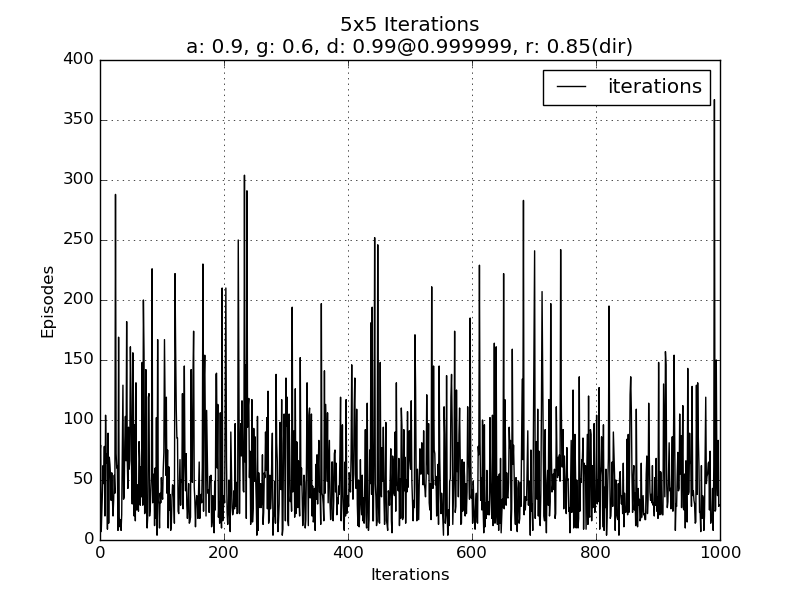 5x5 Iterations
a: 0.9, g: 0.6, d: 0.99@0.999999, r: 0.85(dir)
400
350
300
250
200
150
100
50
0
Episodes
iterations
0 200 400 600 800 1000
Iterations